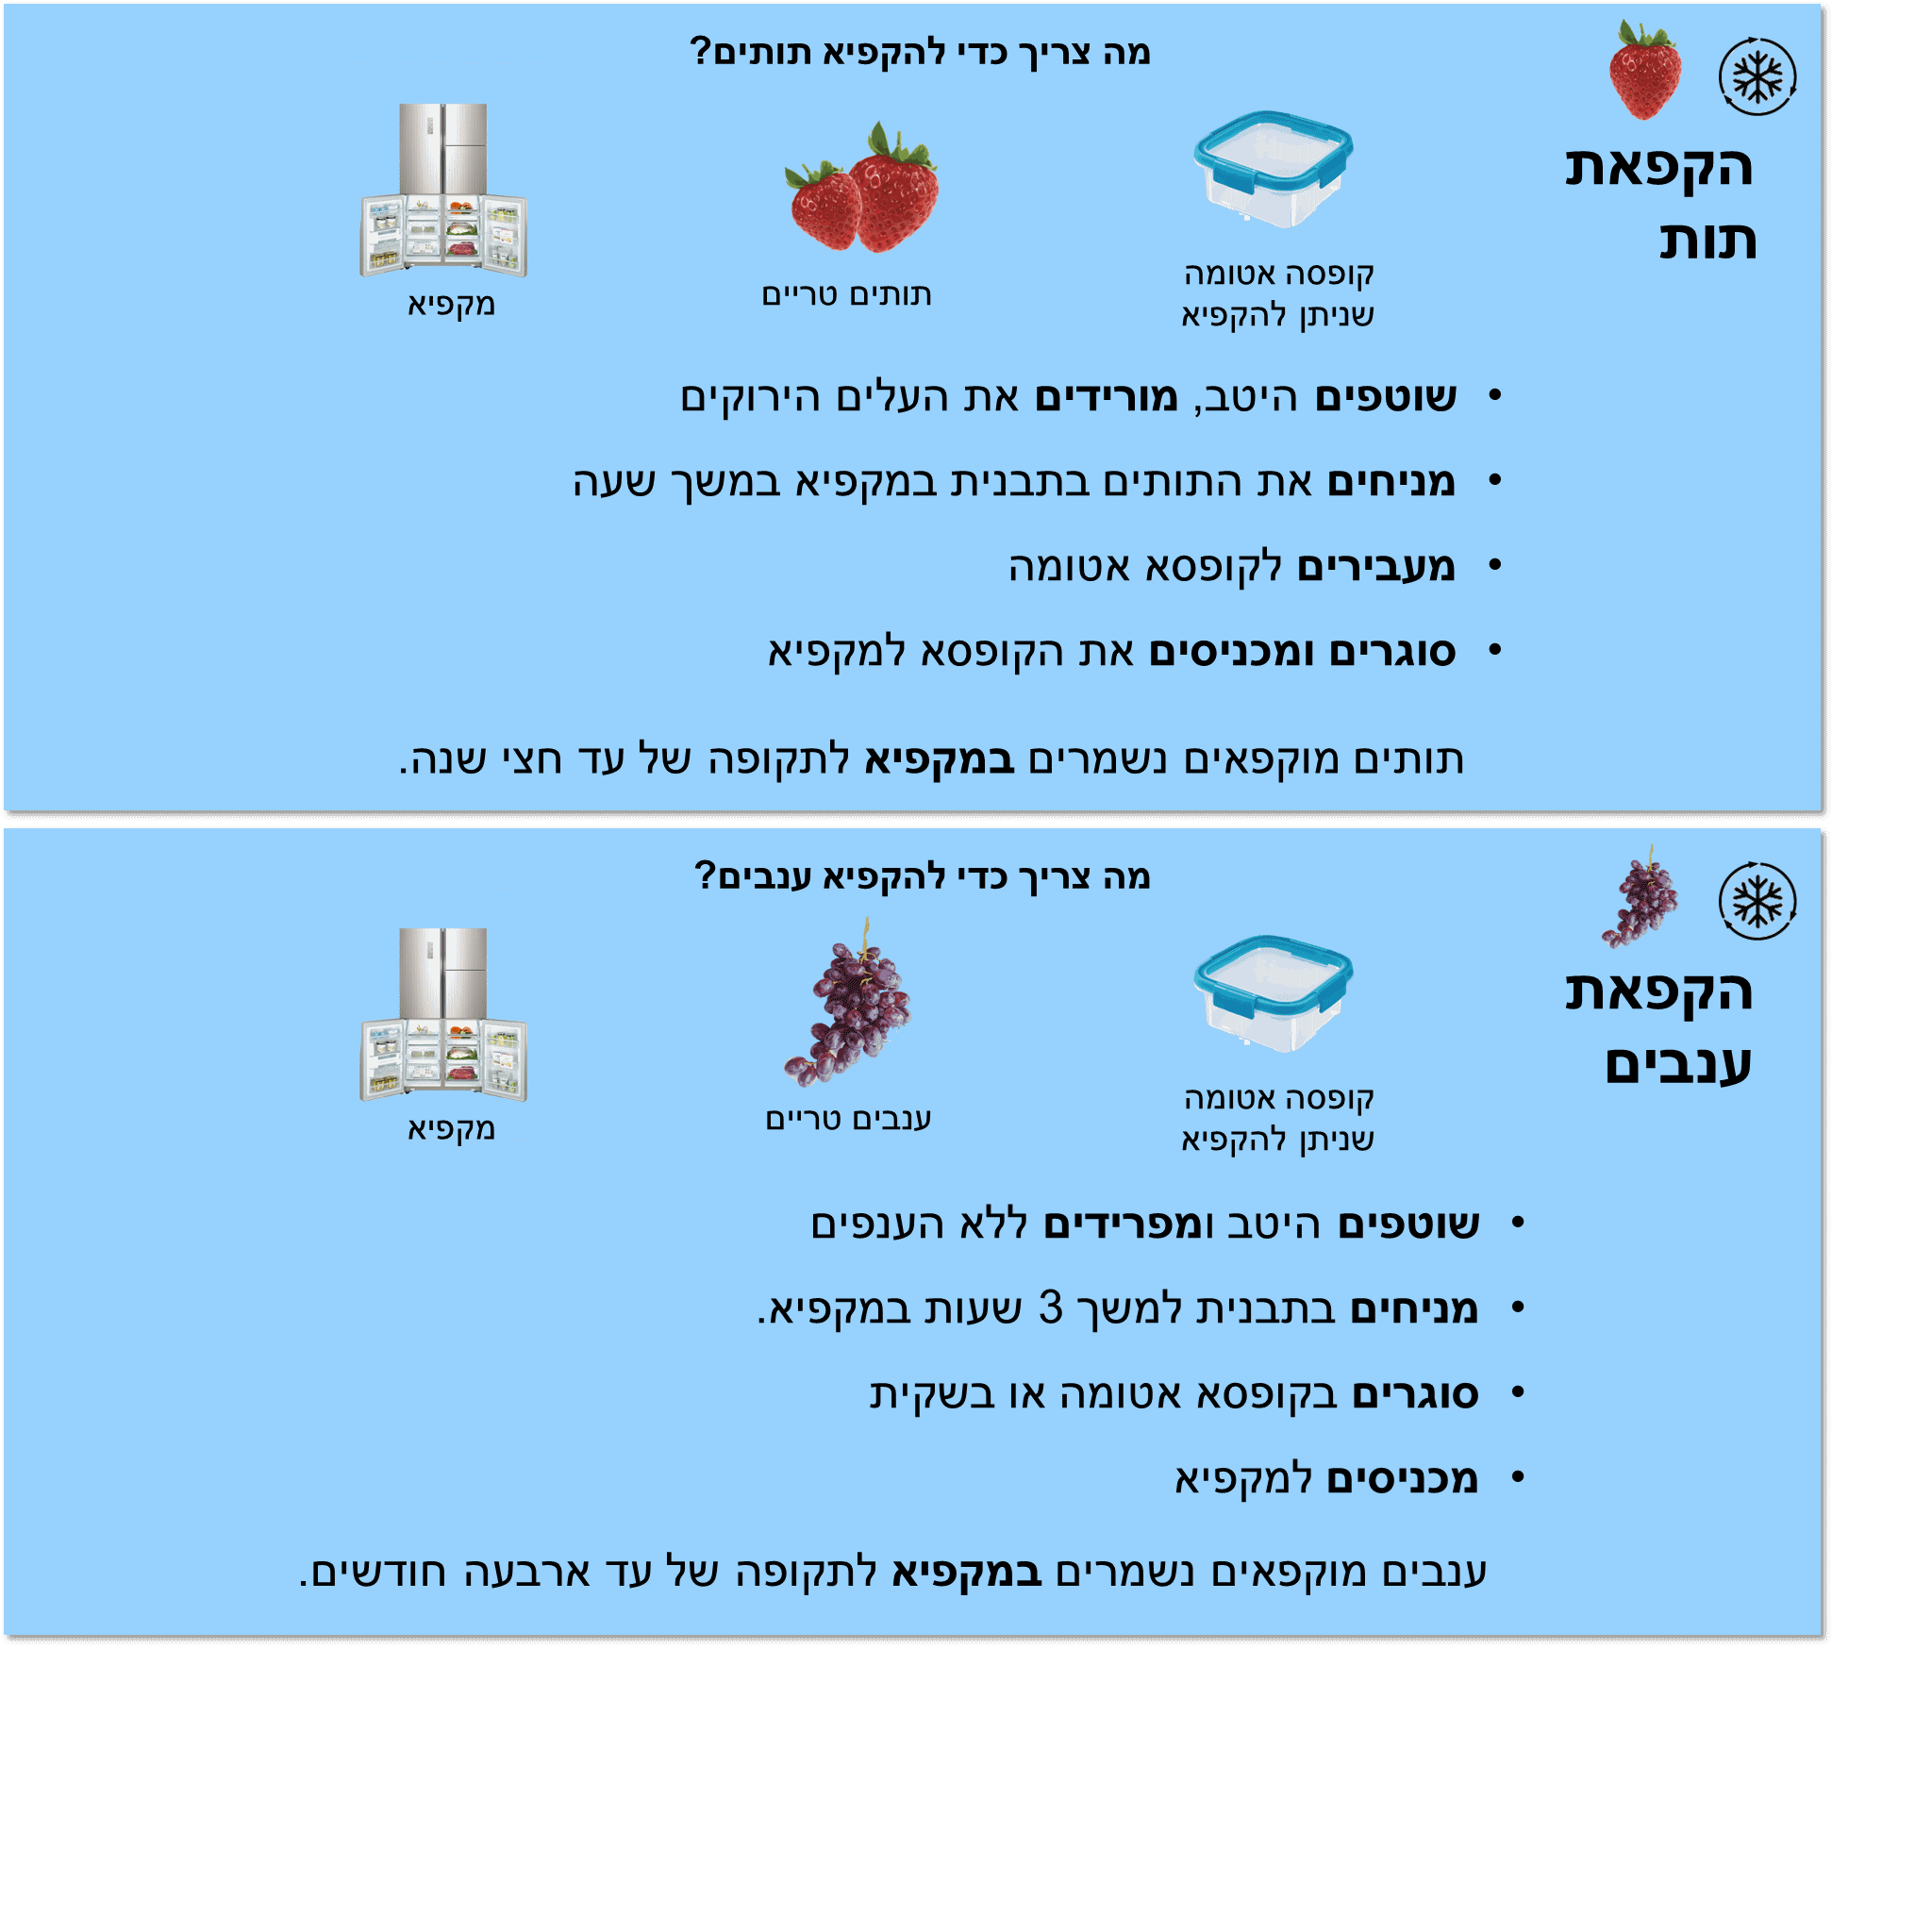 הקפאת
תות
מה צריך כדי להקפיא תותים?
קופסה אטומה
שניתן להקפיא
תותים טריים
מקפיא
• שוטפים היטב, מורידים את העלים הירוקים
• מניחים את התותים בתבנית במקפיא במשך שעה
• מעבירים לקופסא אטומה
• סוגרים ומכניסים את הקופסא למקפיא
תותים מוקפאים נשמרים במקפיא לתקופה של עד חצי שנה.
הקפאת
ענבים
מה צריך כדי להקפיא ענבים?
קופסה אטומה
שניתן להקפיא
ענבים טריים
מקפיא
• שוטפים היטב ומפרידים ללא הענפים
• מניחים בתבנית למשך 3 שעות במקפיא.
• סוגרים בקופסא אטומה או בשקית
• מכניסים למקפיא
ענבים מוקפאים נשמרים במקפיא לתקופה של עד ארבעה חודשים.